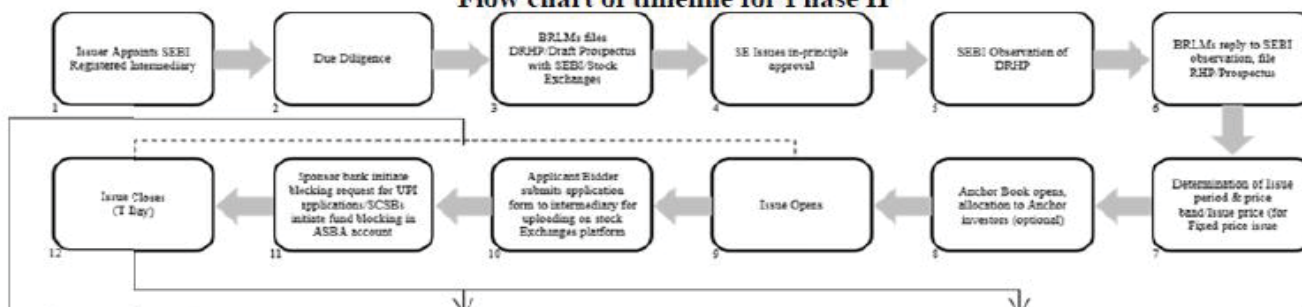 Flow chart of timeline for Phase II
Issuer Appoints SEBI
Registered Intermediary
1
Due Diligence
2
BRLMs files
DRHP/Draft Prospectus
with SEBI/Stock
Exchanges
3
SE Issues in-principle
approval
4
SEBI Observation of
DRHP
5
BRLMs reply to SEBI
observation, file
RHP/Prospectus
6
Issue Closes
(T Day)
12
Sponsor bank initiate
blocking request for UPI
applications/SCSBs
initiate fund blocking in
ASBA account
11
Applicant Bidder
submits application
form to intermediary for
uploading on stock
Exchanges platform
10
Issue Opens
9
Anchor Book opens,
allocation to Anchor
investors (optional)
8
Determination of Issue
period & price
band/Issue price (for
Fixed price issue
7